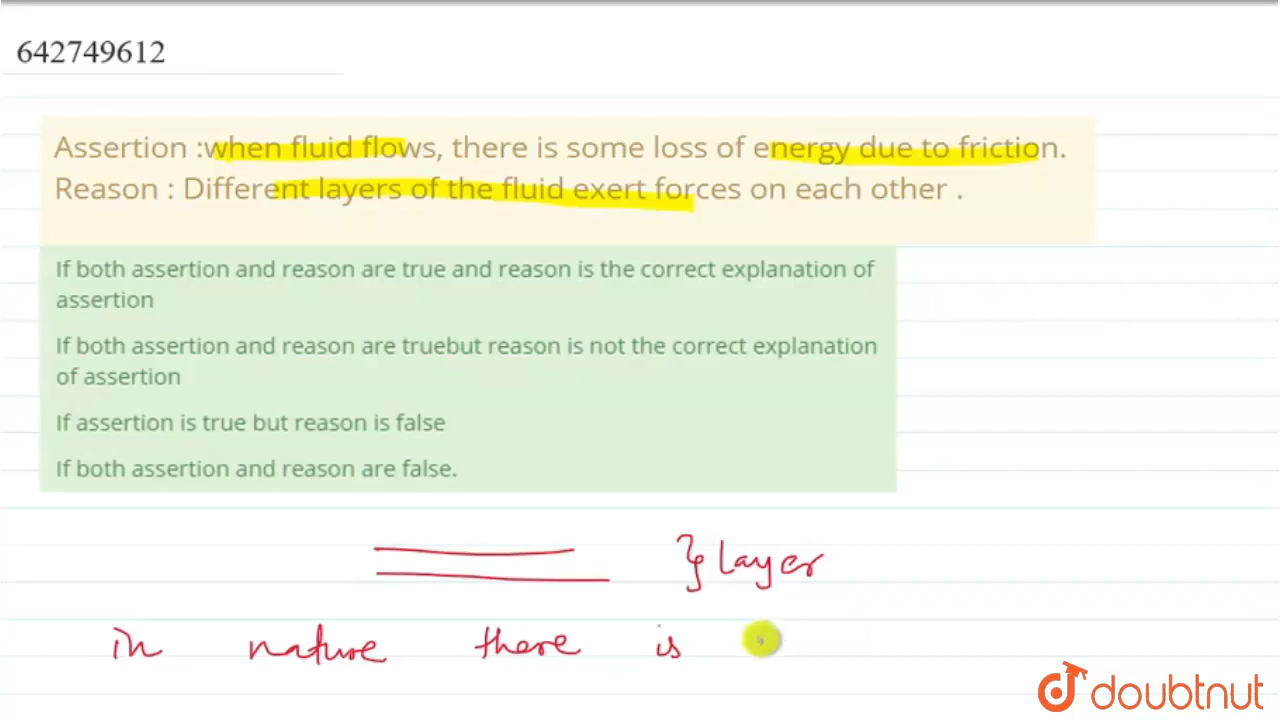 642749612
Assertion :when fluid flows, there is some loss of energy due to friction.
Reason : Different layers of the fluid exert forces on each other .
If both assertion and reason are true and reason is the correct explanation of
assertion
If both assertion and reason are truebut reason is not the correct explanation
of assertion
If assertion is true but reason is false
If both assertion and reason are false.
} layer
in nature there is
doubtnut